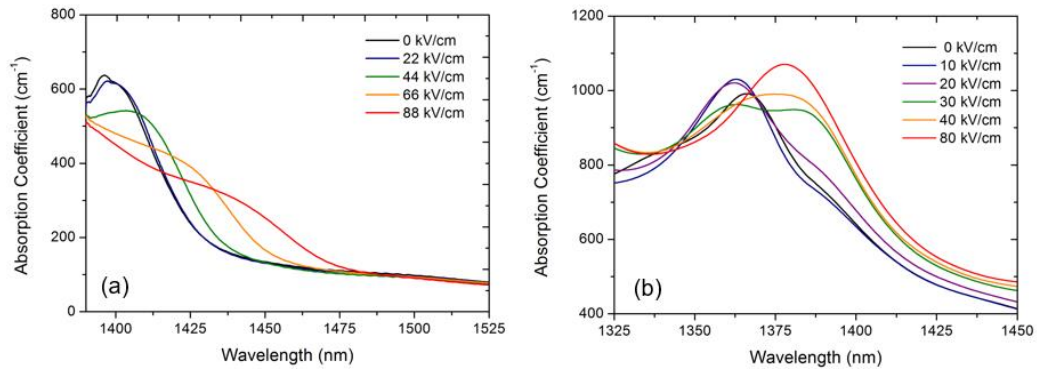 800
600
400
200
0
Absorption Coefficient (cm⁻¹)
0 kV/cm
22 kV/cm
44 kV/cm
66 kV/cm
88 kV/cm
(a)
1400 1425 1450 1475 1500 1525
Wavelength (nm)
1200
1000
800
600
400
Absorption Coefficient (cm⁻¹)
0 kV/cm
10 kV/cm
20 kV/cm
30 kV/cm
40 kV/cm
80 kV/cm
(b)
1325 1350 1375 1400 1425 1450
Wavelength (nm)